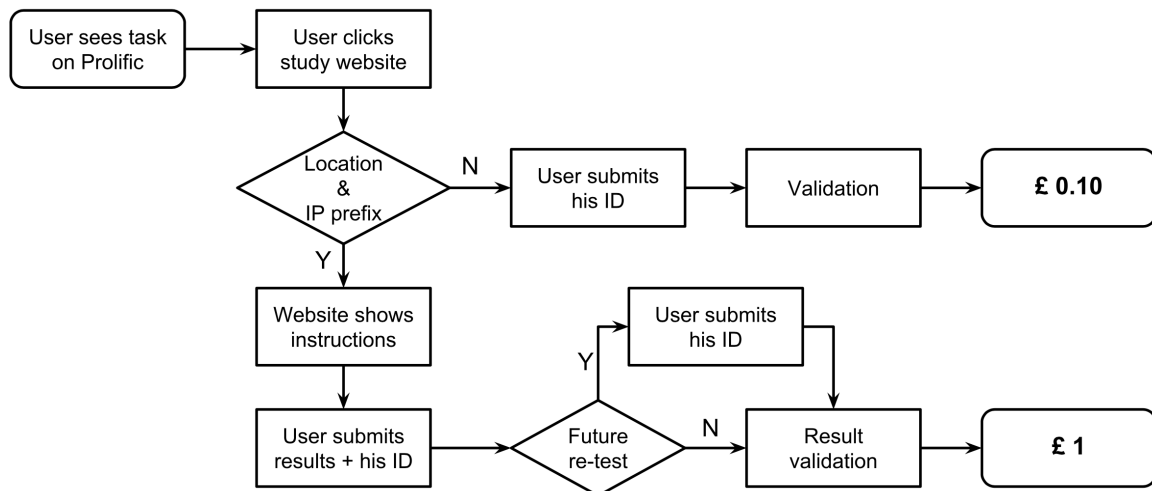 User sees task
on Prolific
User clicks
study website
Location
&
IP prefix
N
User submits
his ID
Validation
£ 0.10
Y
Website shows
instructions
User submits
his ID
Y
User submits
results + his ID
Future
re-test
N
Result
validation
£ 1